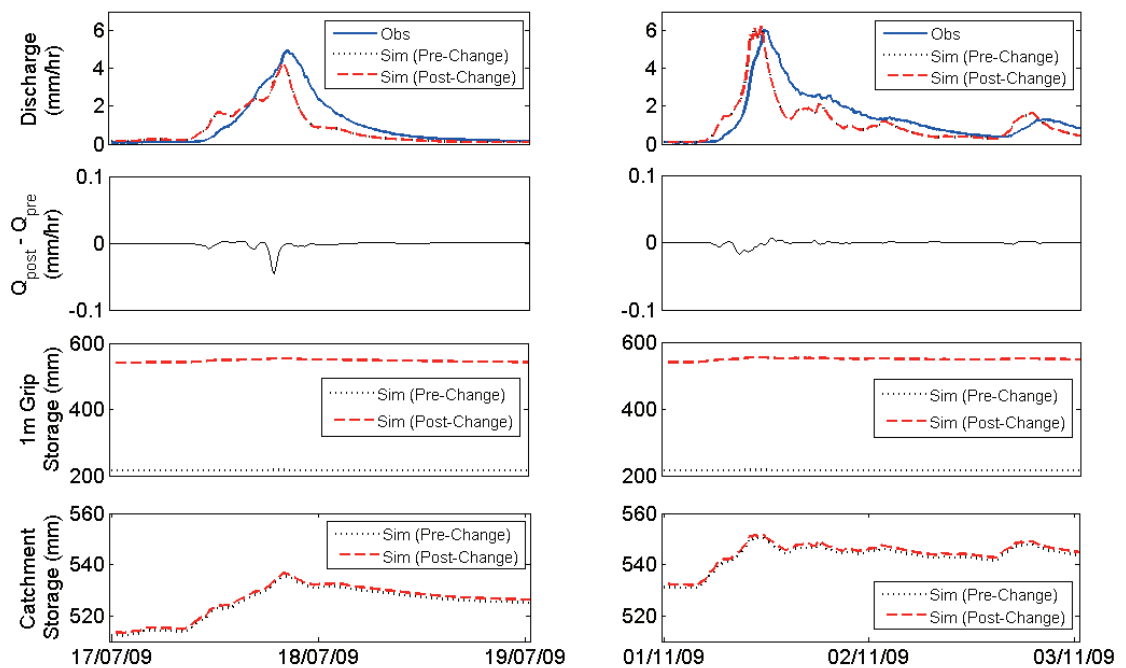 Discharge
(mm/hr)
6
4
2
0
Obs
Sim (Pre-Change)
Sim (Post-Change)
6
4
2
0
Obs
Sim (Pre-Change)
Sim (Post-Change)
Qpost - Qpre
(mm/hr)
0.1
0
-0.1
0.1
0
-0.1
1m Grip
Storage (mm)
600
400
200
Sim (Pre-Change)
Sim (Post-Change)
600
400
200
Sim (Pre-Change)
Sim (Post-Change)
Catchment
Storage (mm)
560
540
520
Sim (Pre-Change)
Sim (Post-Change)
17/07/09
18/07/09
19/07/09
560
540
520
Sim (Pre-Change)
Sim (Post-Change)
01/11/09
02/11/09
03/11/09